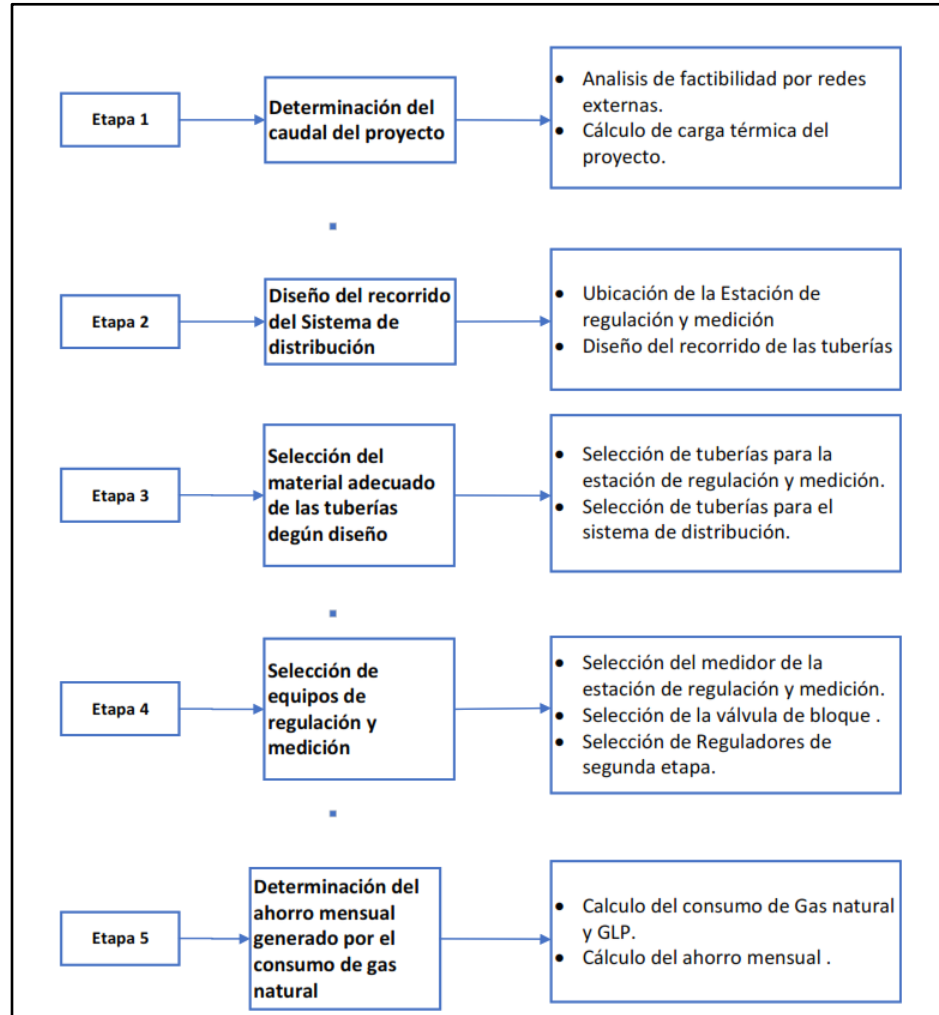 Etapa 1
Determinación del
caudal del proyecto
• Analisis de factibilidad por redes
externas.
• Cálculo de carga térmica del
proyecto.
Etapa 2
Diseño del recorrido
del Sistema de
distribución
• Ubicación de la Estación de
regulación y medición
• Diseño del recorrido de las tuberías
Etapa 3
Selección del
material adecuado
de las tuberías
degún diseño
• Selección de tuberías para la
estación de regulación y medición.
• Selección de tuberías para el
sistema de distribución.
Etapa 4
Selección de
equipos de
regulación y
medición
• Selección del medidor de la
estación de regulación y medición.
• Selección de la válvula de bloque .
• Selección de Reguladores de
segunda etapa.
Etapa 5
Determinación del
ahorro mensual
generado por el
consumo de gas
natural
• Calculo del consumo de Gas natural
y GLP.
• Cálculo del ahorro mensual .